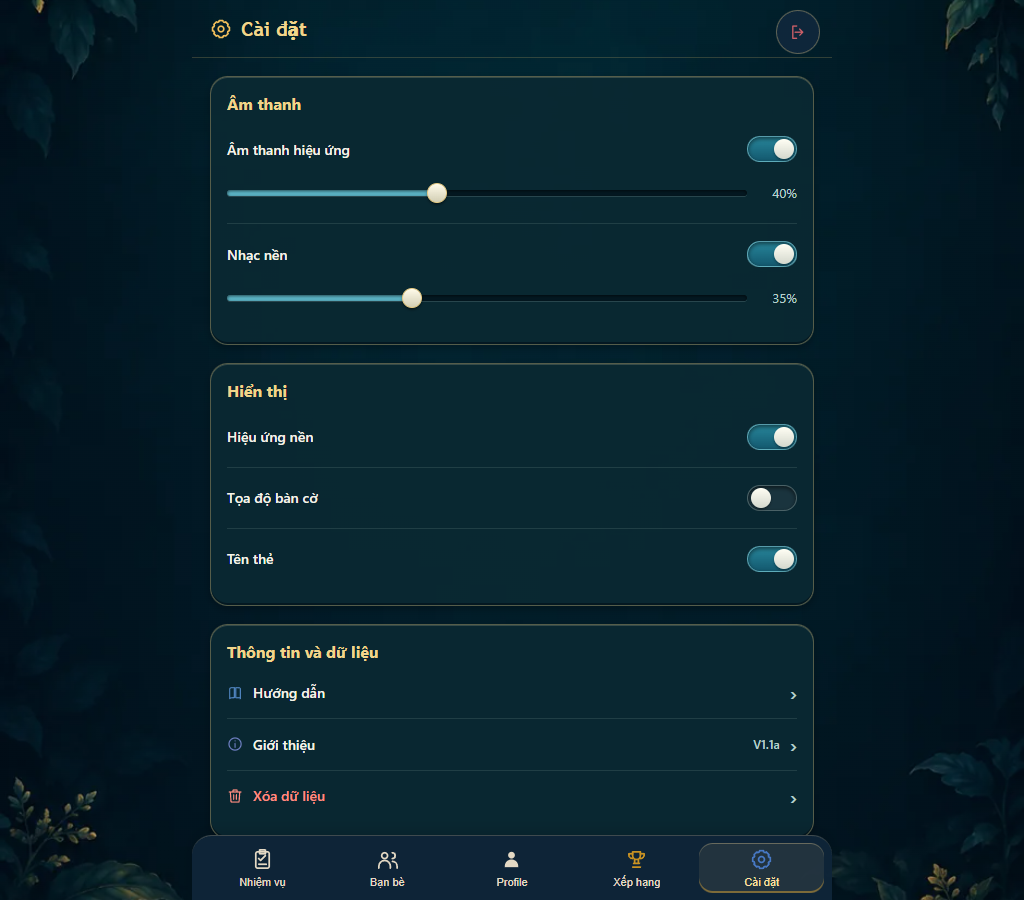 Cài đặt
Âm thanh
Âm thanh hiệu ứng
40%
Nhạc nền
35%
Hiển thị
Hiệu ứng nền
Tọa độ bàn cờ
Tên thẻ
Thông tin và dữ liệu
Hướng dẫn
Giới thiệu V1.1a
Xóa dữ liệu
Nhiệm vụ Bạn bè Profile Xếp hạng Cài đặt